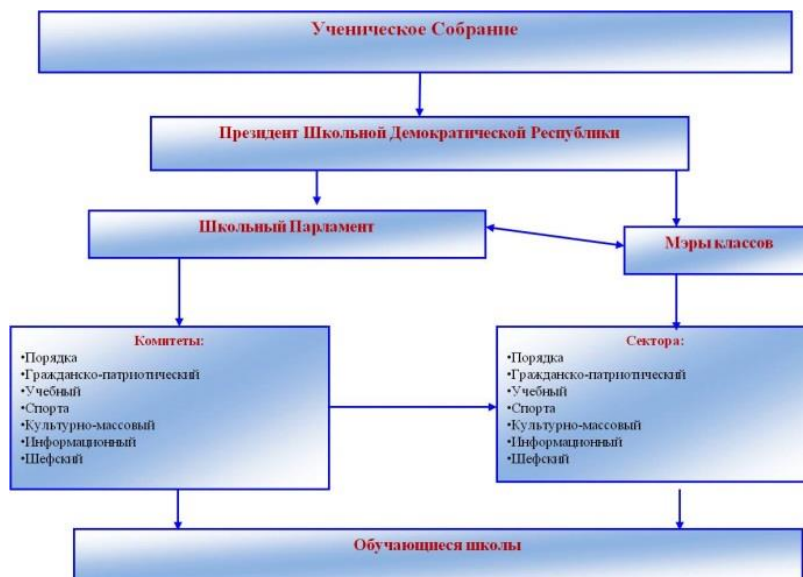 Ученическое Собрание
Президент Школьной Демократической Республики
Школьный Парламент
Мэры классов
Комитеты:
•Порядка
•Гражданско-патриотический
•Учебный
•Спорта
•Культурно-массовый
•Информационный
•Шефский
Сектора:
•Порядка
•Гражданско-патриотический
•Учебный
•Спорта
•Культурно-массовый
•Информационный
•Шефский
Обучающиеся школы